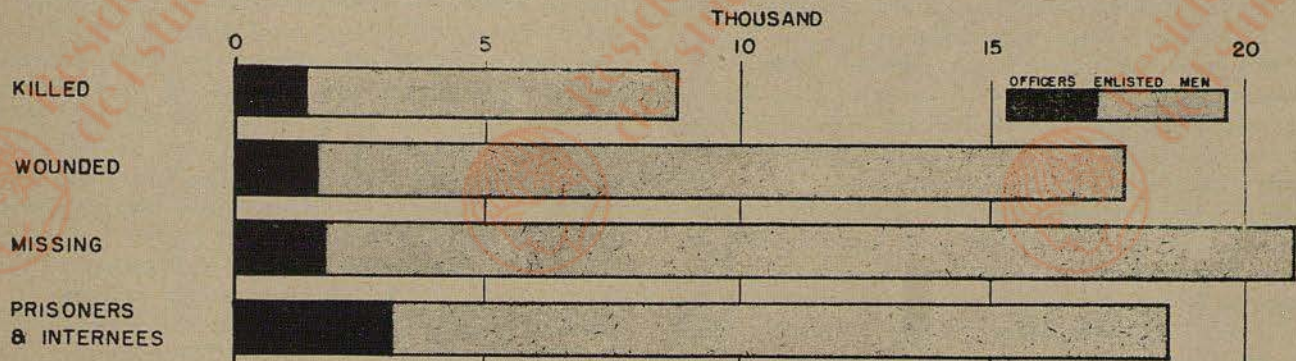 THOUSAND
0 5 10 15 20
KILLED
OFFICERS ENLISTED MEN
WOUNDED
MISSING
PRISONERS
& INTERNEES